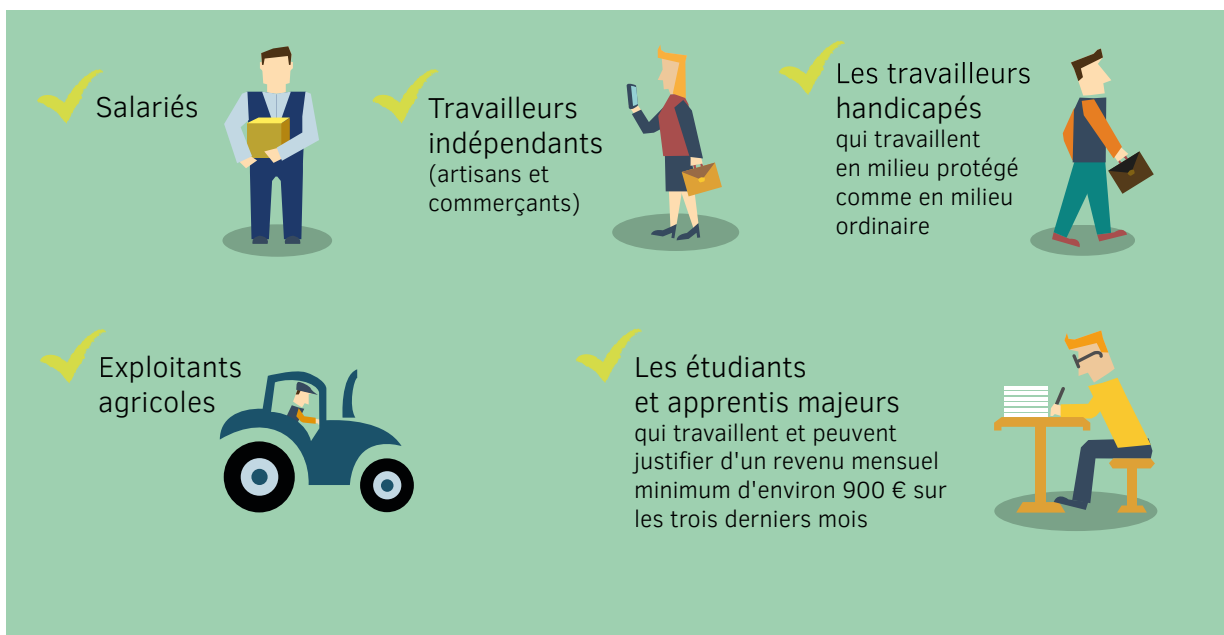 Salariés
Travailleurs
indépendants
(artisans et
commerçants)
Les travailleurs
handicapés
qui travaillent
en milieu protégé
comme en milieu
ordinaire
Exploitants
agricoles
Les étudiants
et apprentis majeurs
qui travaillent et peuvent
justifier d'un revenu mensuel
minimum d'environ 900 € sur
les trois derniers mois